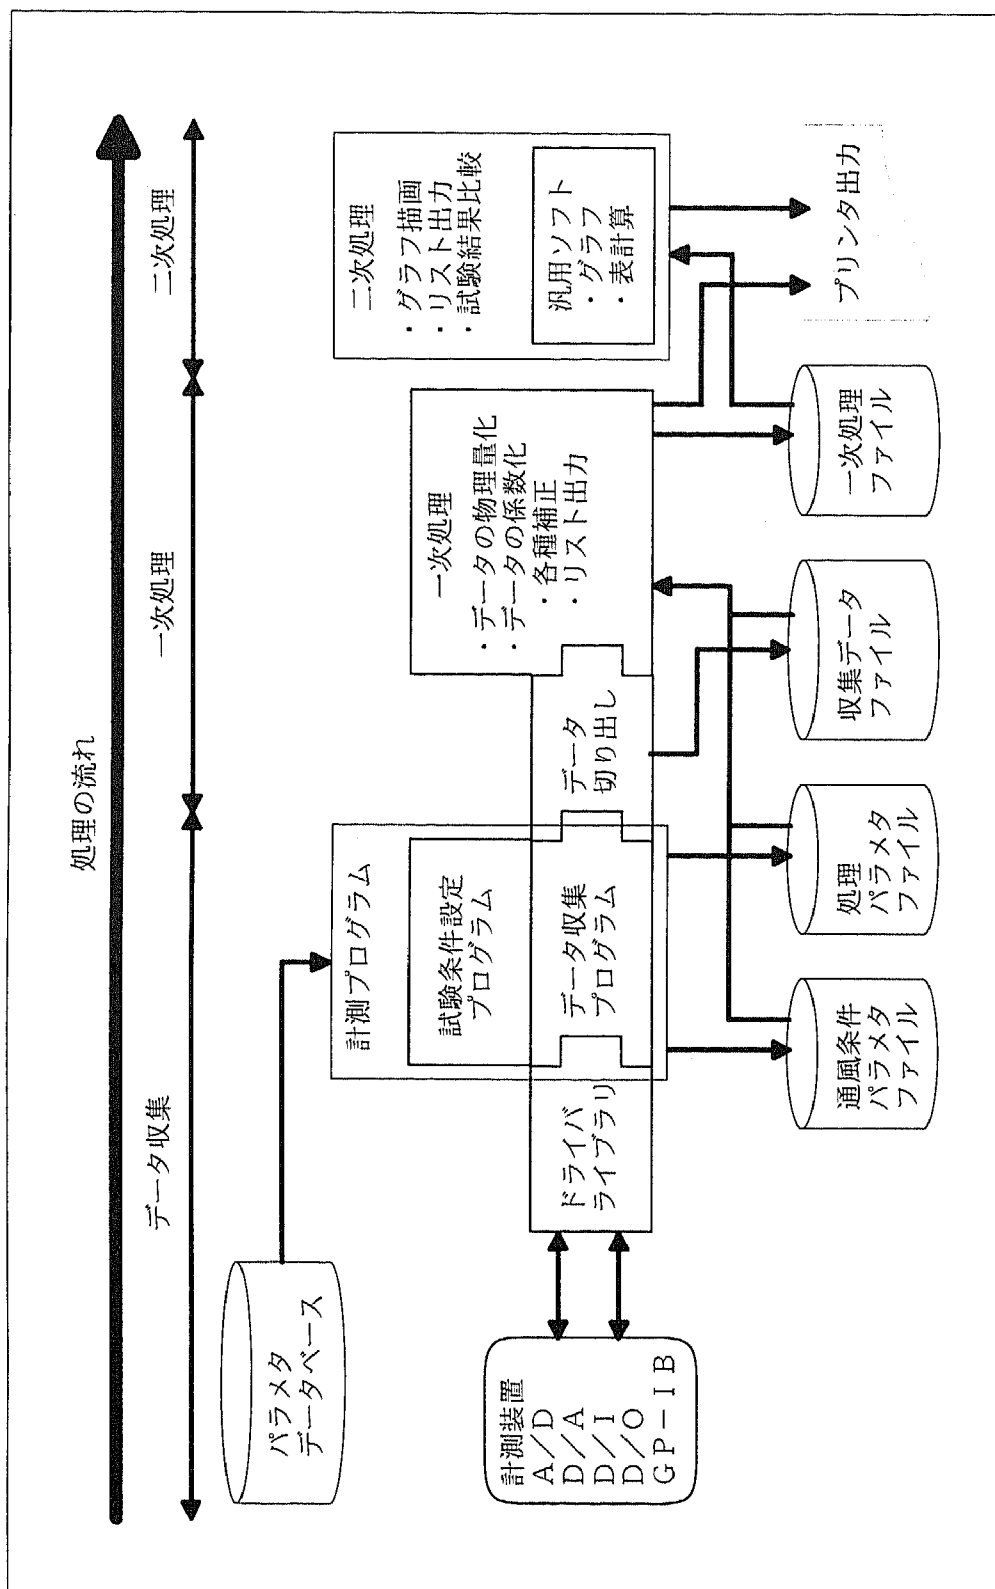 処理の流れ
データ収集
一次処理
二次処理
パラメタ
データベース
計測装置
A/D
D/A
D/I
D/O
GP-IB
ドライバ
ライブラリ
計測プログラム
試験条件設定
プログラム
データ収集
プログラム
データ
切り出し
一次処理
・データの物理量化
・データの係数化
・各種補正
・リスト出力
二次処理
・グラフ描画
・リスト出力
・試験結果比較
汎用ソフト
・グラフ
・表計算
通風条件
パラメタ
ファイル
処理
パラメタ
ファイル
収集データ
ファイル
一次処理
ファイル
プリンタ出力